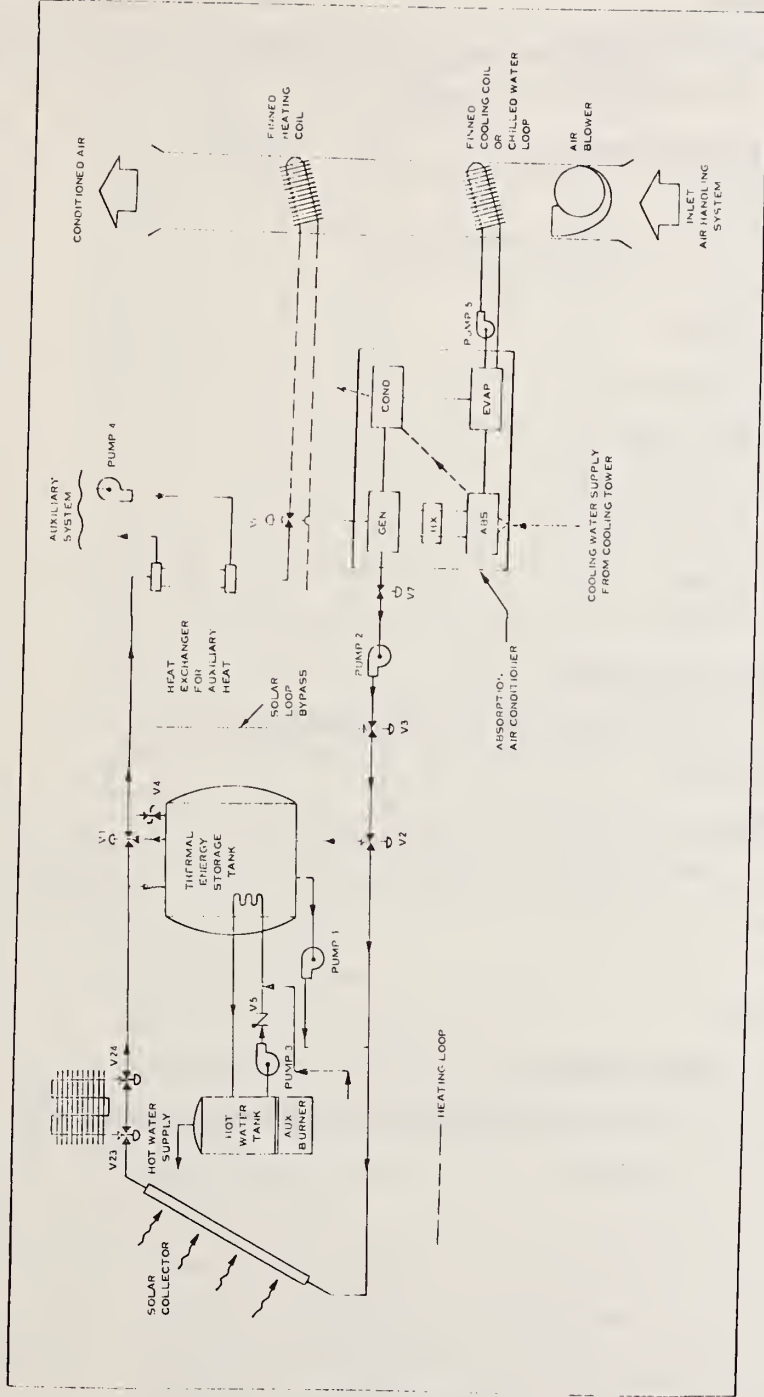 CONDITIONED AIR
FINNED
HEATING
COIL
FINNED
COOLING COIL
OR
CHILLED WATER
LOOP
AIR
BLOWER
INLET
AIR HANDLING
SYSTEM
AUXILIARY
SYSTEM
PUMP 4
HEAT
EXCHANGER
FOR
AUXILIARY
HEAT
SOLAR
LOOP
BYPASS
COND
GEN
HX
EVAP
ABS
PUMP 5
COOLING WATER SUPPLY
FROM COOLING TOWER
V7
PUMP 2
ABSORPTION
AIR CONDITIONER
V3
V2
V1
V4
THERMAL
ENERGY
STORAGE
TANK
PUMP 1
V5
PUMP 3
HOT
WATER
TANK
AUX
BURNER
V24
V23
HOT WATER
SUPPLY
SOLAR
COLLECTOR
HEATING LOOP